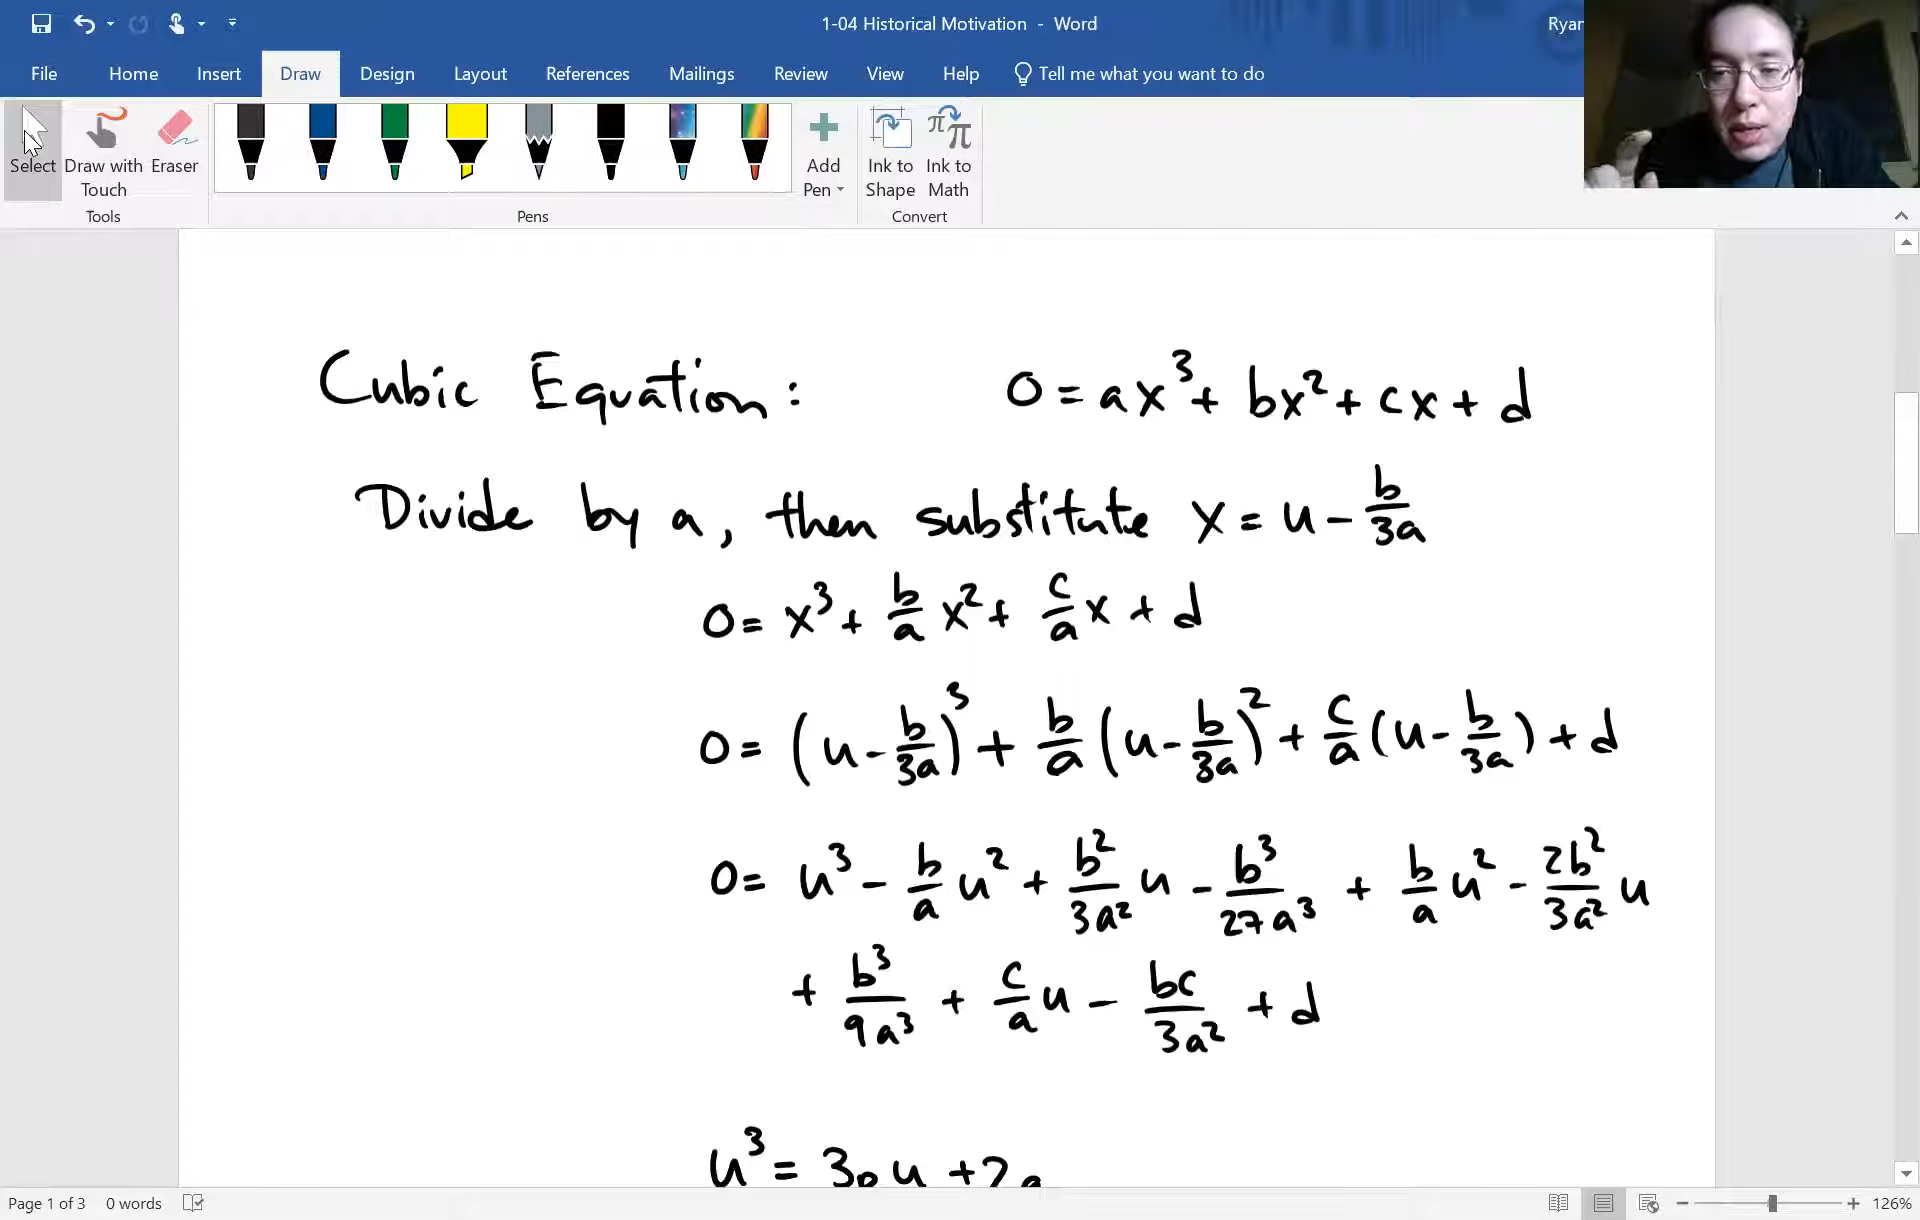 1-04 Historical Motivation - Word
Ryan
File Home Insert Draw Design Layout References Mailings Review View Help Tell me what you want to do
Select
Draw with Touch
Eraser
Add Pen
Ink to Shape
Ink to Math
Tools
Pens
Convert
Cubic Equation: 0 = ax³ + bx² + cx + d
Divide by a, then substitute x = u - b/3a
0 = x³ + b/a x² + c/a x + d
0 = (u - b/3a)³ + b/a (u - b/3a)² + c/a (u - b/3a) + d
0 = u³ - b/a u² + b²/3a² u - b³/27a³ + b/a u² - 2b²/3a² u
+ b³/9a³ + c/a u - bc/3a² + d
u³ = 3pu + 2q
Page 1 of 3 0 words
126%